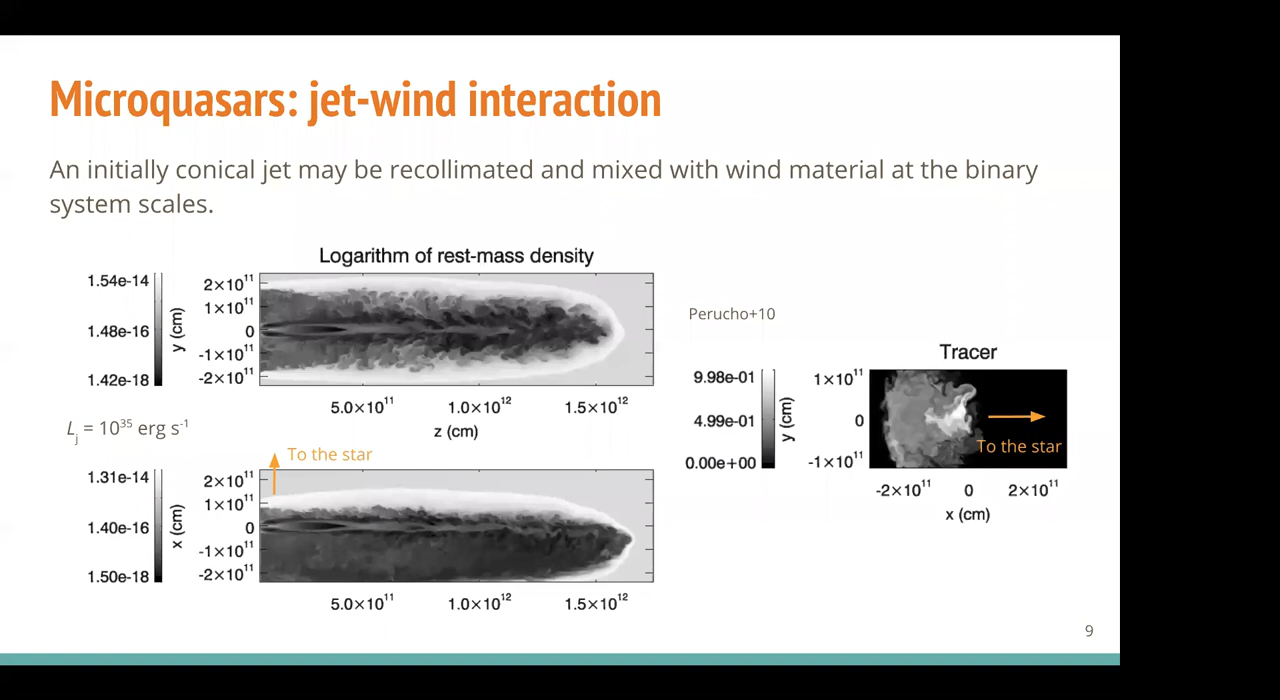 Microquasars: jet-wind interaction
An initially conical jet may be recollimated and mixed with wind material at the binary
system scales.
Logarithm of rest-mass density
1.54e-14
1.48e-16
1.42e-18
y (cm)
2×10¹¹
1×10¹¹
0
-1×10¹¹
-2×10¹¹
5.0×10¹¹ 1.0×10¹² 1.5×10¹²
z (cm)
Lⱼ = 10³⁵ erg s⁻¹
To the star
1.31e-14
1.40e-16
1.50e-18
x (cm)
2×10¹¹
1×10¹¹
0
-1×10¹¹
-2×10¹¹
5.0×10¹¹ 1.0×10¹² 1.5×10¹²
Perucho+10
Tracer
9.98e-01
4.99e-01
0.00e+00
y (cm)
1×10¹¹
0
-1×10¹¹
To the star
-2×10¹¹ 0 2×10¹¹
x (cm)
9